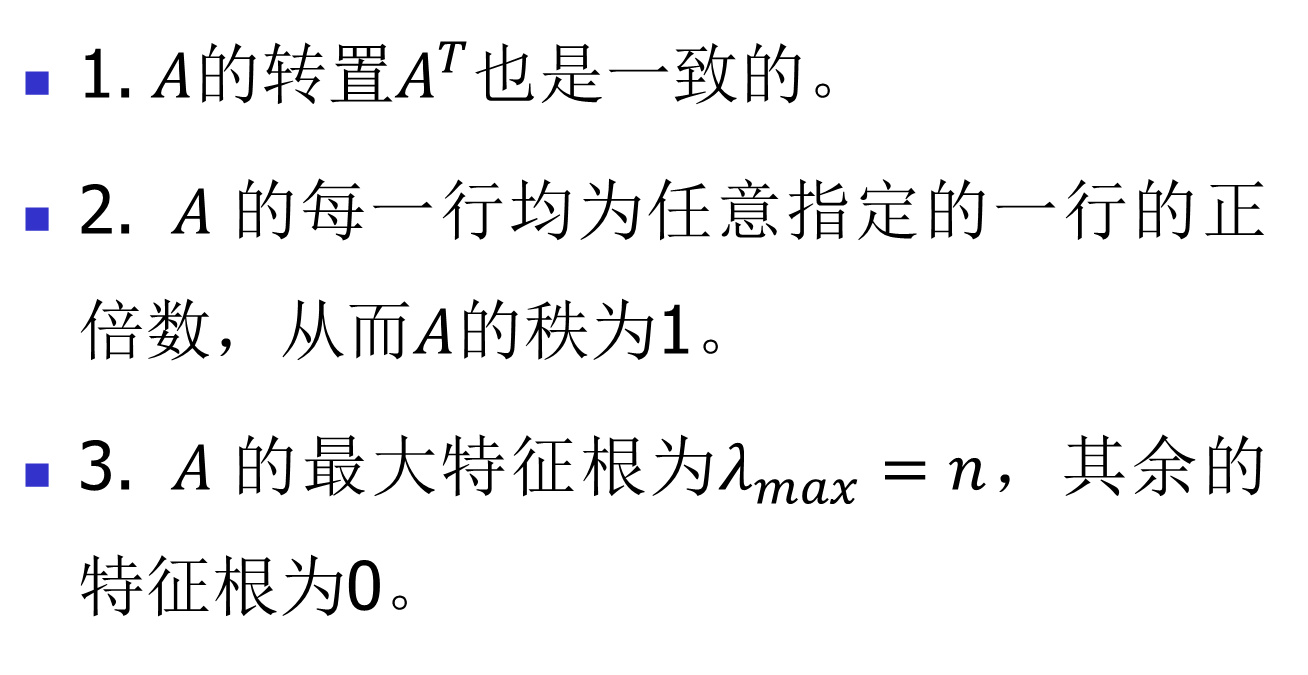 ▪ 1. A的转置Aᵀ也是一致的。
▪ 2. A 的每一行均为任意指定的一行的正
倍数，从而A的秩为1。
▪ 3. A 的最大特征根为λₘₐₓ = n，其余的
特征根为0。